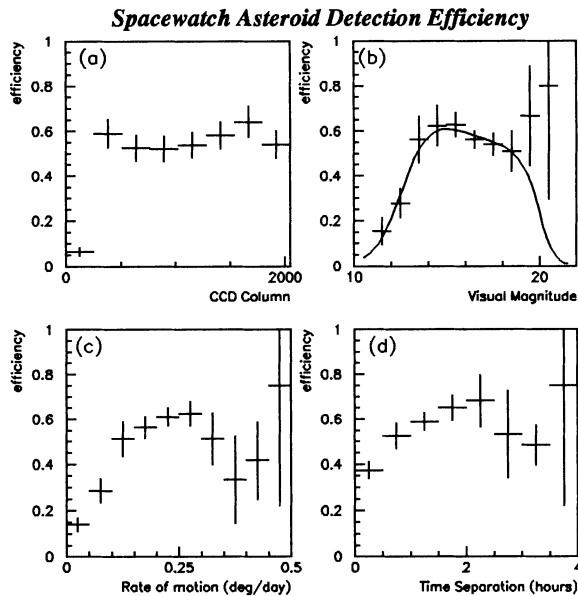 Spacewatch Asteroid Detection Efficiency
(a)
efficiency
1
0.8
0.6
0.4
0.2
0
0
2000
CCD Column
(b)
efficiency
1
0.8
0.6
0.4
0.2
0
10
20
Visual Magnitude
(c)
efficiency
1
0.8
0.6
0.4
0.2
0
0
0.25
0.5
Rate of motion (deg/day)
(d)
efficiency
1
0.8
0.6
0.4
0.2
0
0
2
4
Time Separation (hours)